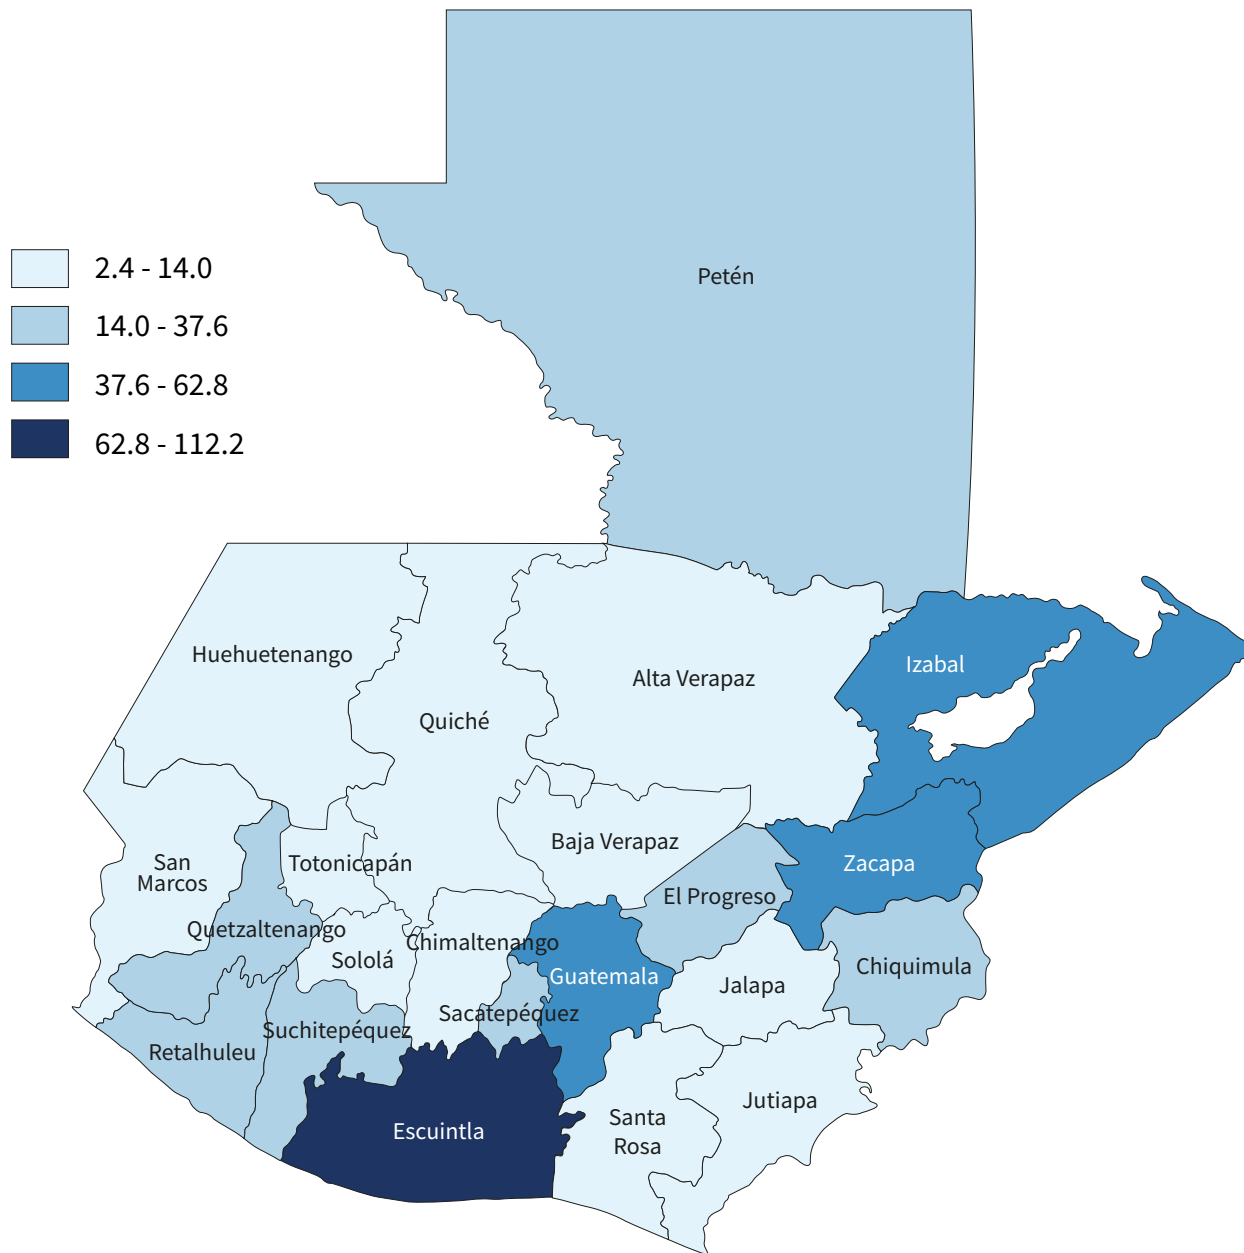 Petén
2.4 - 14.0
14.0 - 37.6
37.6 - 62.8
62.8 - 112.2
Huehuetenango
Izabal
Alta Verapaz
Quiché
Baja Verapaz
San
Marcos
Totonicapán
Zacapa
El Progreso
Quetzaltenango
Chimaltenango
Sololá
Guatemala
Chiquimula
Jalapa
Sacatepéquez
Suchitepéquez
Retalhuleu
Jutiapa
Santa
Rosa
Escuintla